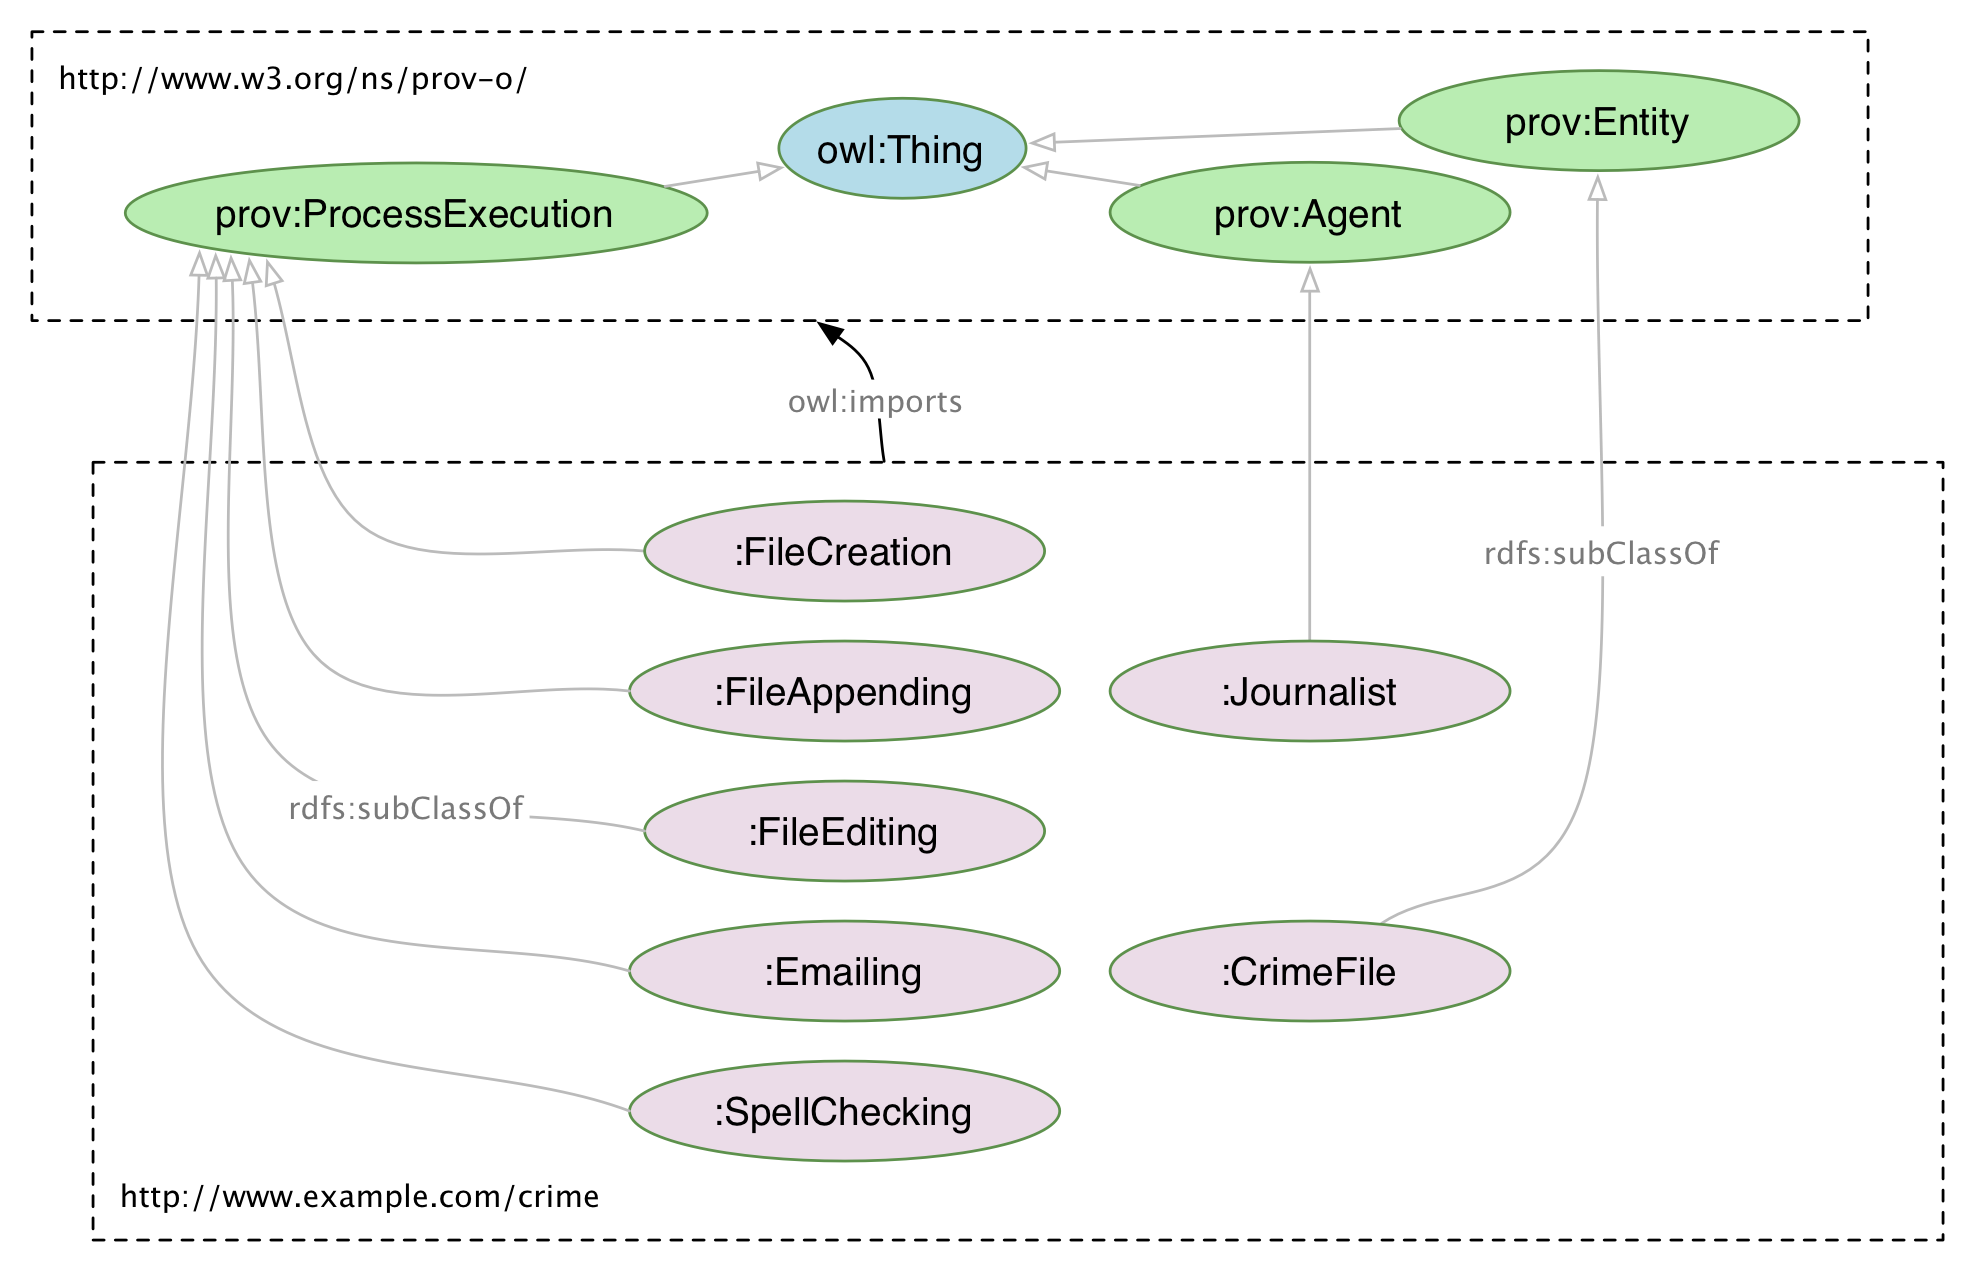 http://www.w3.org/ns/prov-o/
prov:Entity
owl:Thing
prov:ProcessExecution
prov:Agent
owl:imports
:FileCreation
rdfs:subClassOf
:FileAppending
:Journalist
rdfs:subClassOf
:FileEditing
:Emailing
:CrimeFile
:SpellChecking
http://www.example.com/crime